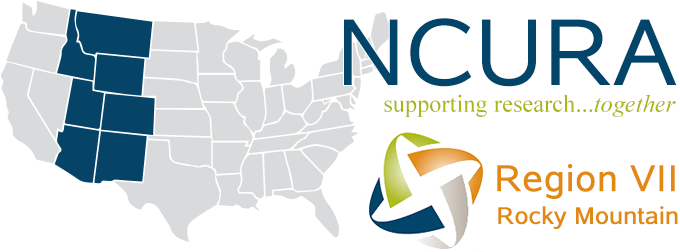 NCURA
supporting research...together
Region VII
Rocky Mountain